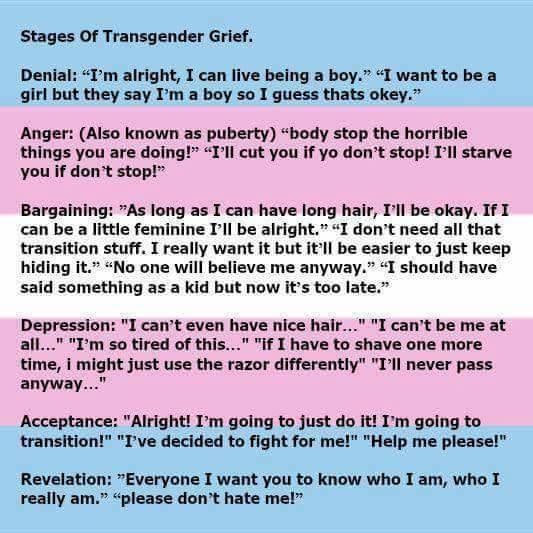 Stages Of Transgender Grief.
Denial: “I’m alright, I can live being a boy.” “I want to be a
girl but they say I’m a boy so I guess thats okey.”
Anger: (Also known as puberty) “body stop the horrible
things you are doing!” “I’ll cut you if yo don’t stop! I’ll starve
you if don’t stop!”
Bargaining: ”As long as I can have long hair, I’ll be okay. If I
can be a little feminine I’ll be alright.” “I don’t need all that
transition stuff. I really want it but it’ll be easier to just keep
hiding it.” “No one will believe me anyway.” “I should have
said something as a kid but now it’s too late.”
Depression: "I can’t even have nice hair…" "I can’t be me at
all…" "I’m so tired of this…" "if I have to shave one more
time, i might just use the razor differently" "I’ll never pass
anyway…"
Acceptance: "Alright! I’m going to just do it! I’m going to
transition!" "I’ve decided to fight for me!" "Help me please!"
Revelation: ”Everyone I want you to know who I am, who I
really am.” “please don’t hate me!”